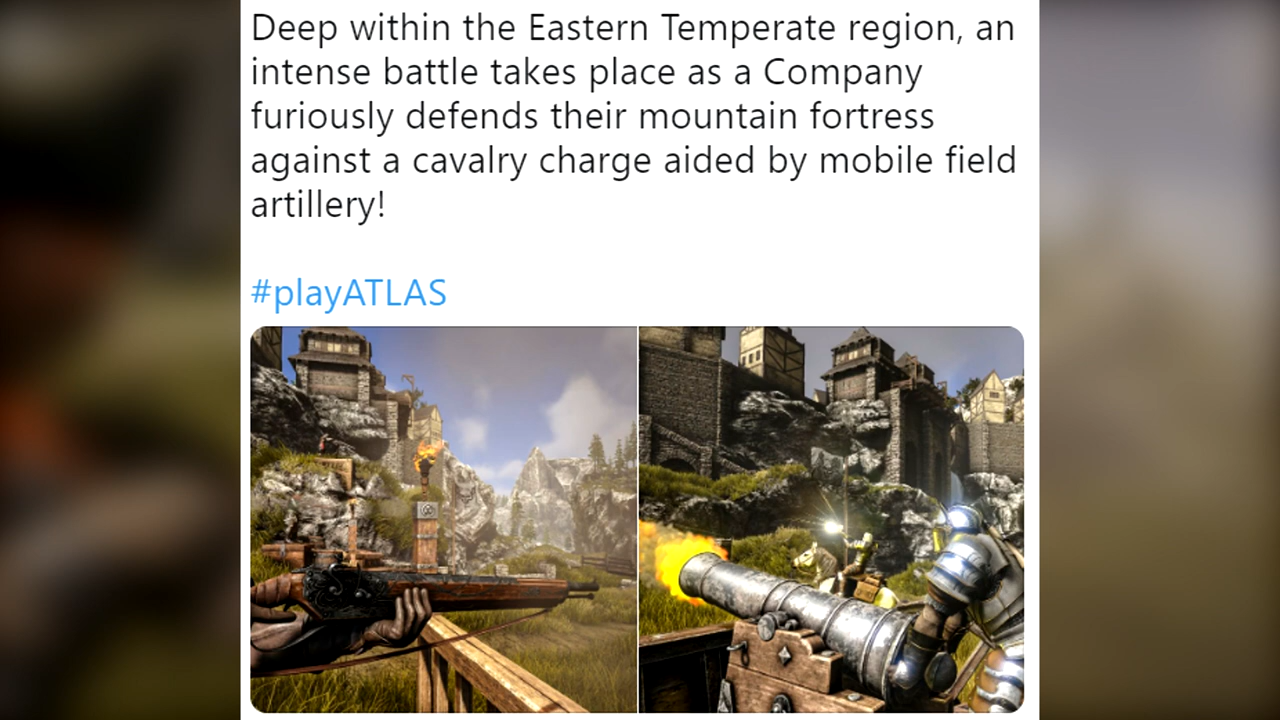 Deep within the Eastern Temperate region, an
intense battle takes place as a Company
furiously defends their mountain fortress
against a cavalry charge aided by mobile field
artillery!
#playATLAS